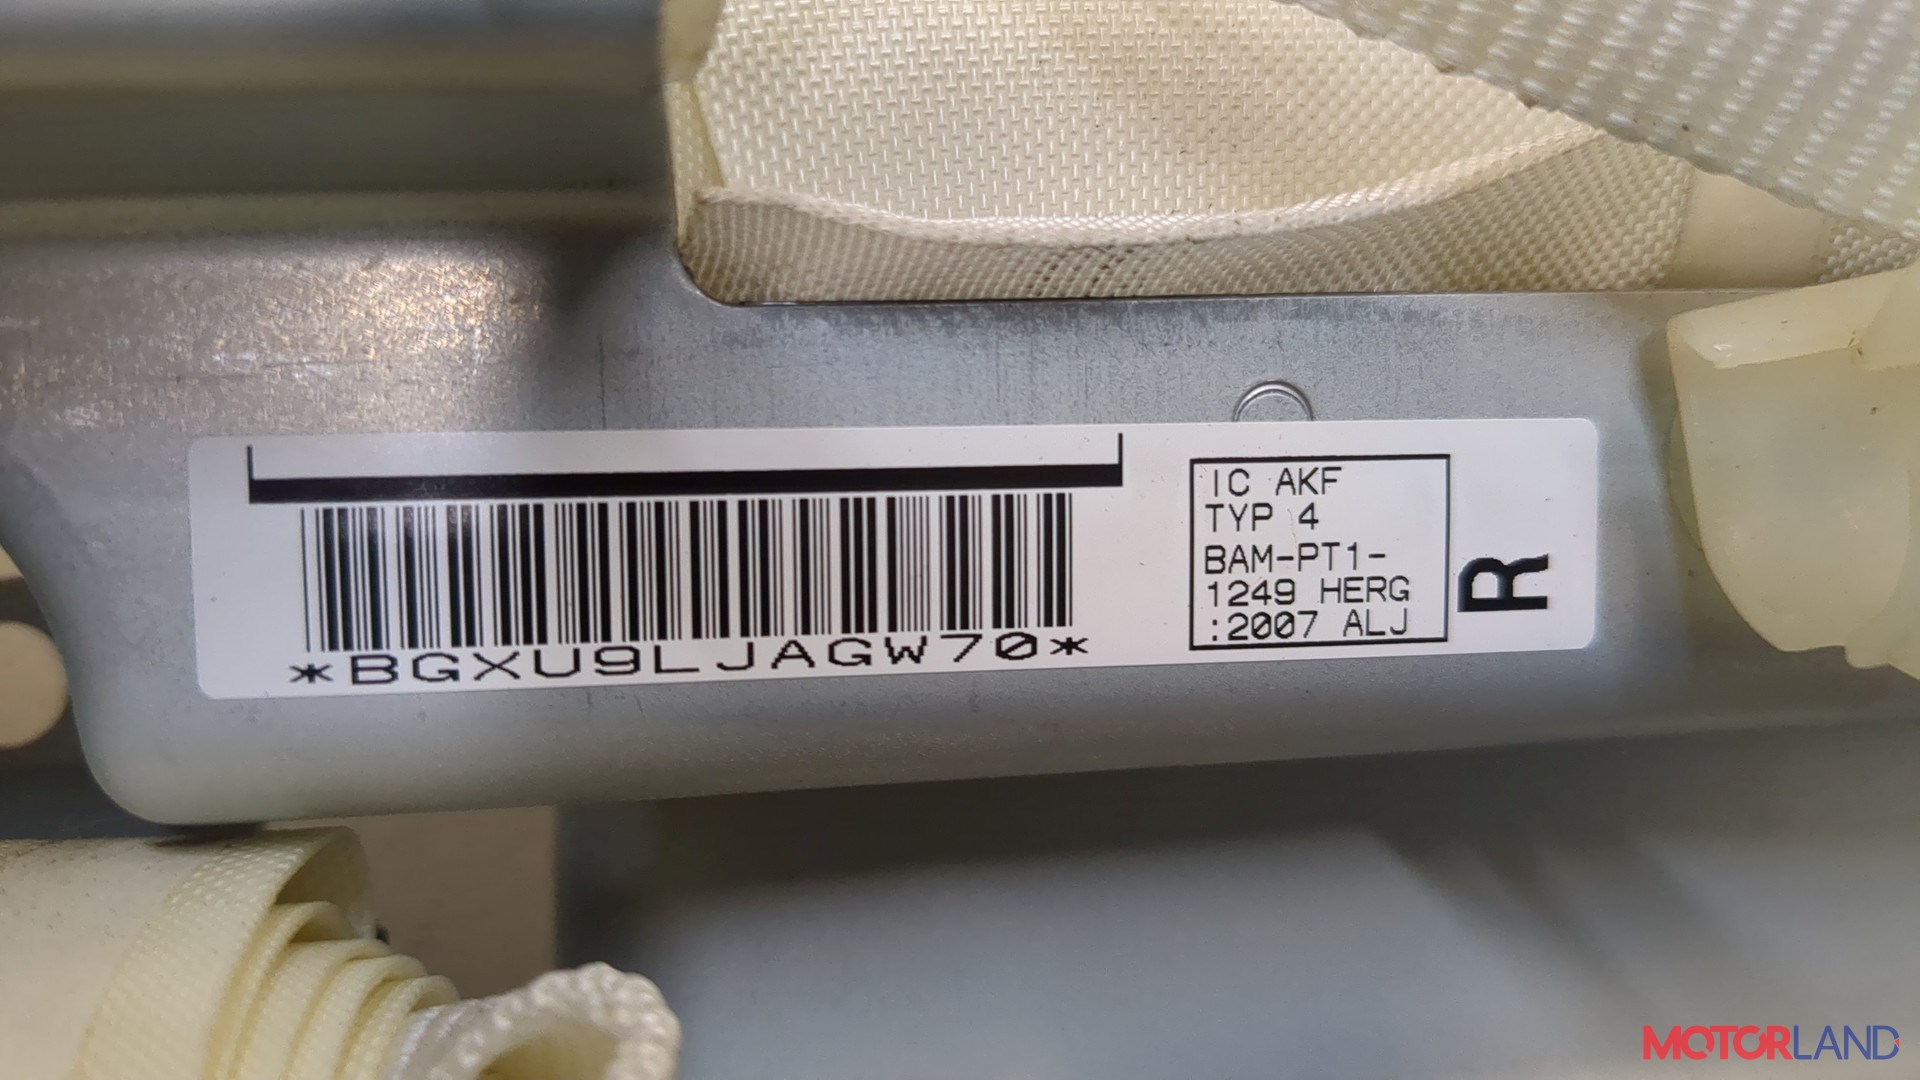 *BGXU9LJAGW70*
IC AKF
TYP 4
BAM-PT1-
1249 HERG
:2007 ALJ
R
MOTORLAND